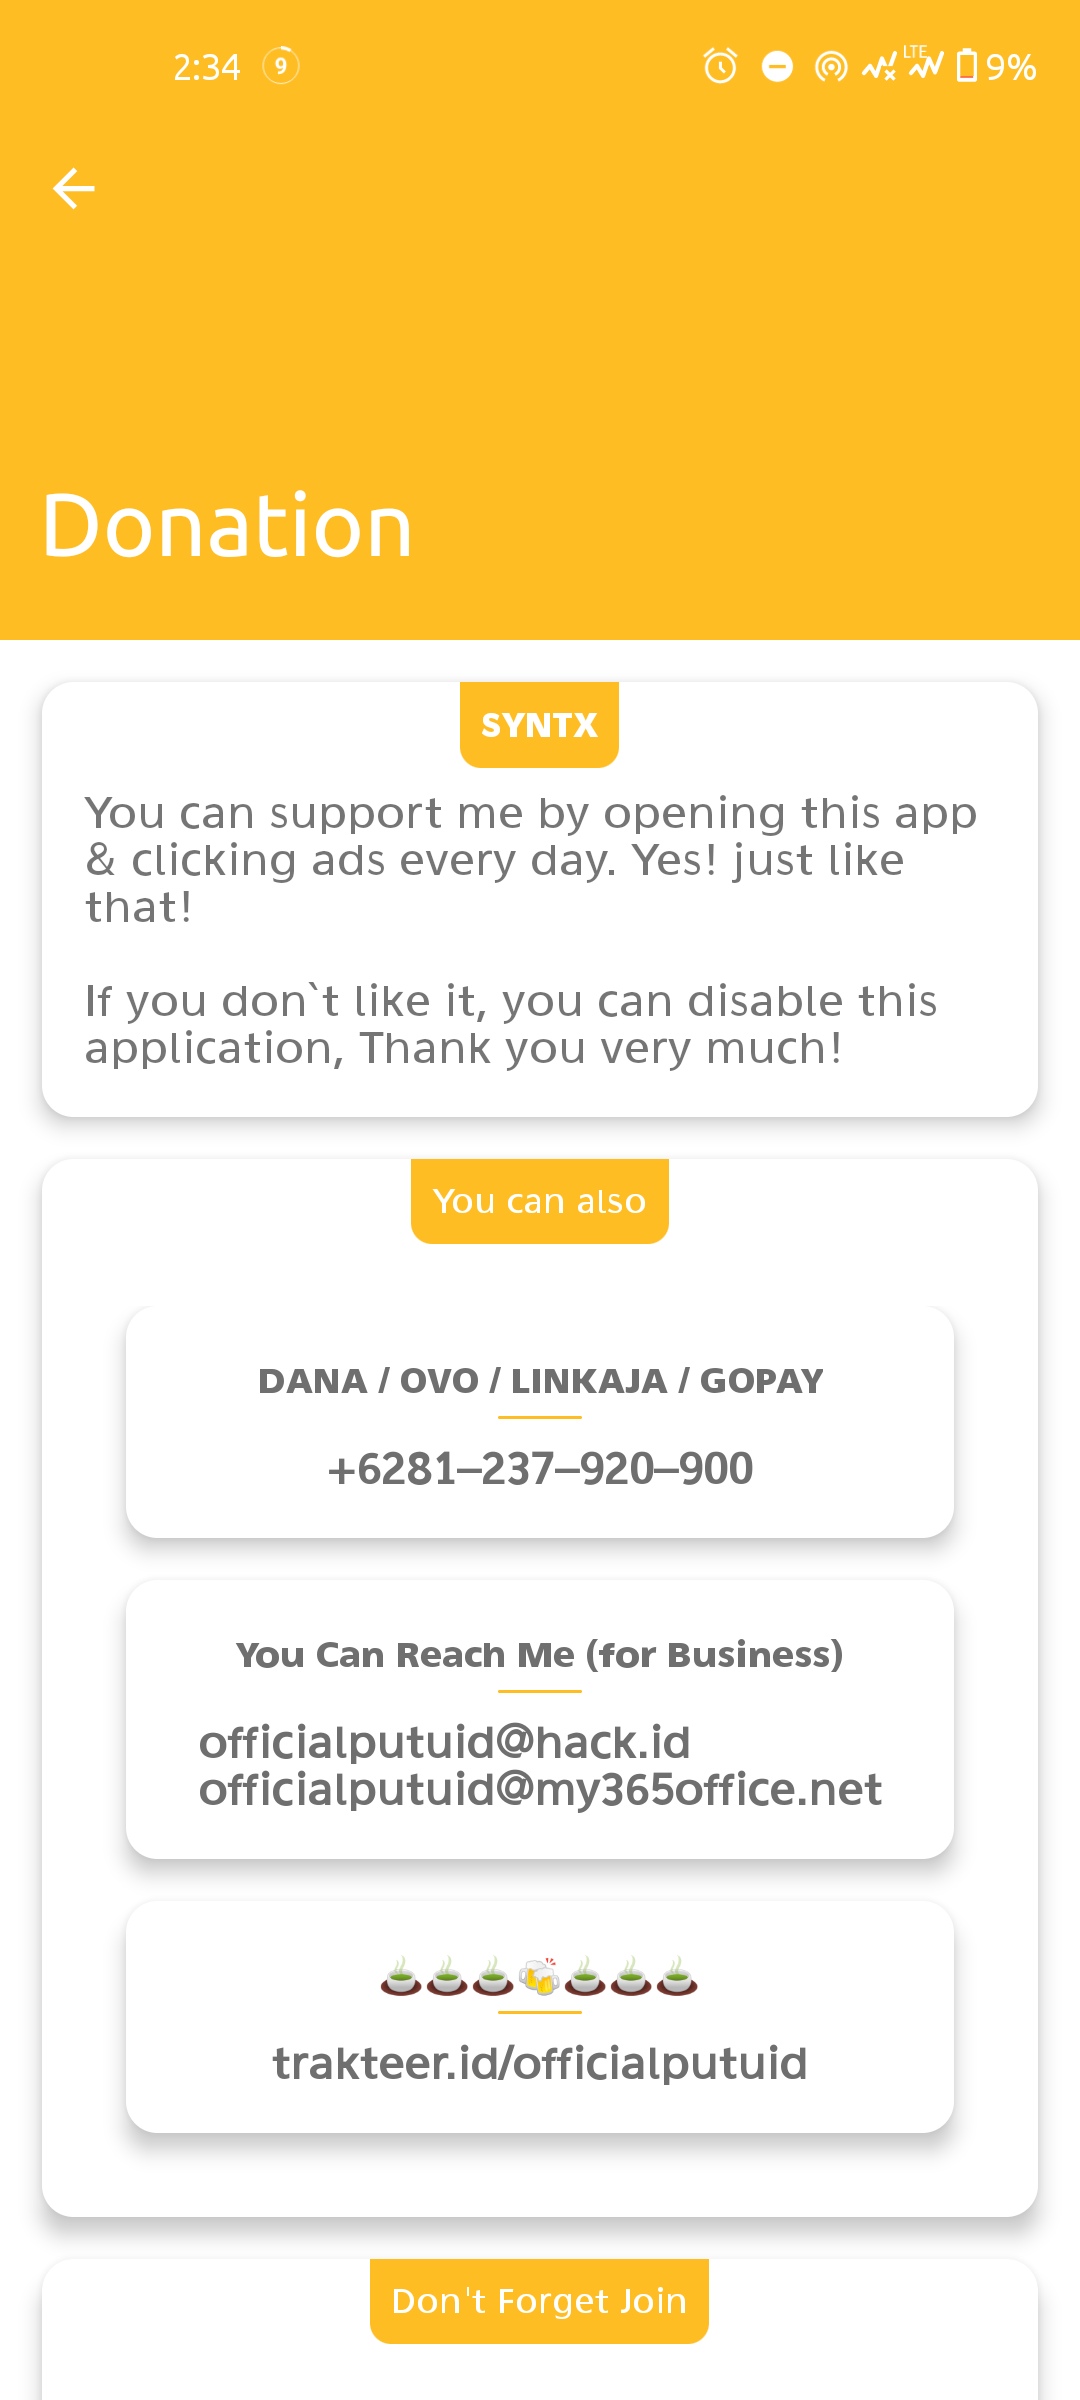 2:34 9 LTE 9%
Donation
SYNTX
You can support me by opening this app
& clicking ads every day. Yes! just like
that!
If you don`t like it, you can disable this
application, Thank you very much!
You can also
DANA / OVO / LINKAJA / GOPAY
+6281–237–920–900
You Can Reach Me (for Business)
officialputuid@hack.id
officialputuid@my365office.net
🍵🍵🍵🍻🍵🍵🍵
trakteer.id/officialputuid
Don't Forget Join